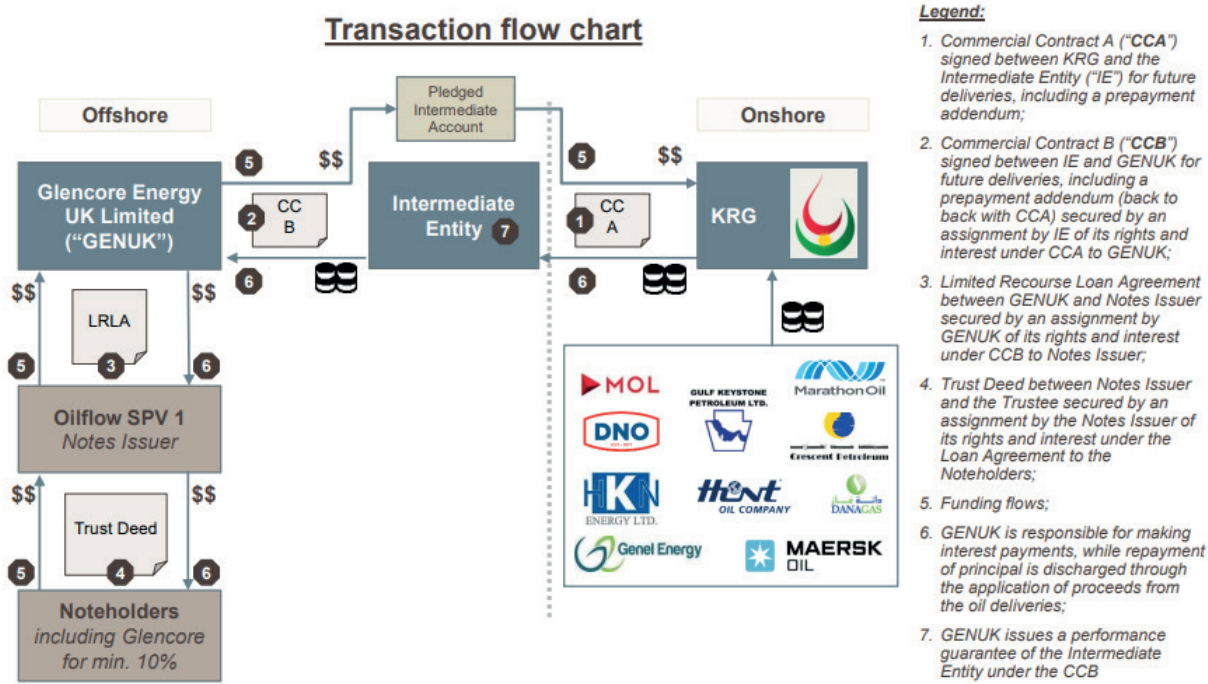 Transaction flow chart
Offshore
Pledged
Intermediate
Account
Onshore
5
$$
5
$$
Glencore Energy
UK Limited
("GENUK")
2
CC
B
Intermediate
Entity
7
1
CC
A
KRG
6
6
$$
$$
LRLA
5
3
6
Oilflow SPV 1
Notes Issuer
$$
$$
Trust Deed
5
4
6
Noteholders
including Glencore
for min. 10%
MOL
GULF KEYSTONE
PETROLEUM LTD.
Marathon Oil
DNO
Crescent Petroleum
HKN
ENERGY LTD.
Hunt
OIL COMPANY
DANAGAS
Genel Energy
MAERSK
OIL
Legend:
1. Commercial Contract A ("CCA")
signed between KRG and the
Intermediate Entity ("IE") for future
deliveries, including a prepayment
addendum;
2. Commercial Contract B ("CCB")
signed between IE and GENUK for
future deliveries, including a
prepayment addendum (back to
back with CCA) secured by an
assignment by IE of its rights and
interest under CCA to GENUK;
3. Limited Recourse Loan Agreement
between GENUK and Notes Issuer
secured by an assignment by
GENUK of its rights and interest
under CCB to Notes Issuer;
4. Trust Deed between Notes Issuer
and the Trustee secured by an
assignment by the Notes Issuer of
its rights and interest under the
Loan Agreement to the
Noteholders;
5. Funding flows;
6. GENUK is responsible for making
interest payments, while repayment
of principal is discharged through
the application of proceeds from
the oil deliveries;
7. GENUK issues a performance
guarantee of the Intermediate
Entity under the CCB